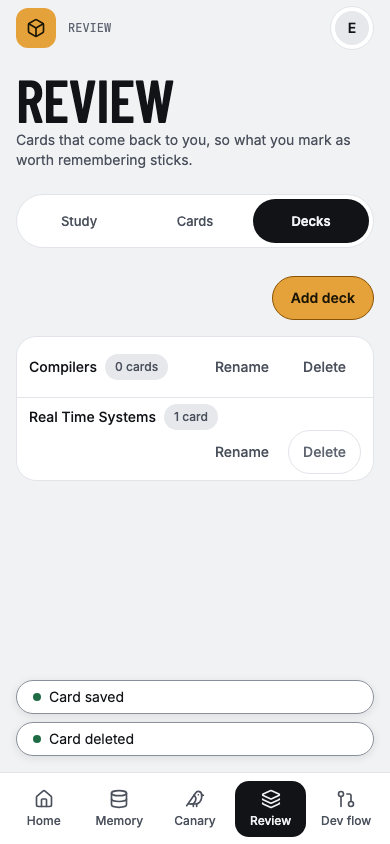 REVIEW
E
REVIEW
Cards that come back to you, so what you mark as
worth remembering sticks.
Study
Cards
Decks
Add deck
Compilers
0 cards
Rename
Delete
Real Time Systems
1 card
Rename
Delete
Card saved
Card deleted
Home
Memory
Canary
Review
Dev flow